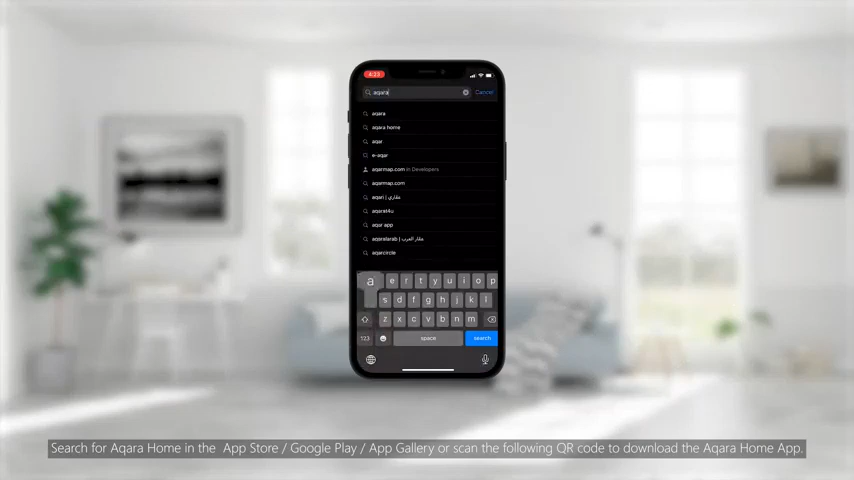 4:23
aqara
Cancel
aqara
aqara home
aqar
e-aqar
aqarmap.com in Developers
aqarmap.com
aqari | عقاري
aqarat4u
aqar app
aqaralarab | عقار العرب
aqarcircle
a e r t y u i o p
s d f g h j k l
z x c v b n m
123 space search
Search for Aqara Home in the App Store / Google Play / App Gallery or scan the following QR code to download the Aqara Home App.